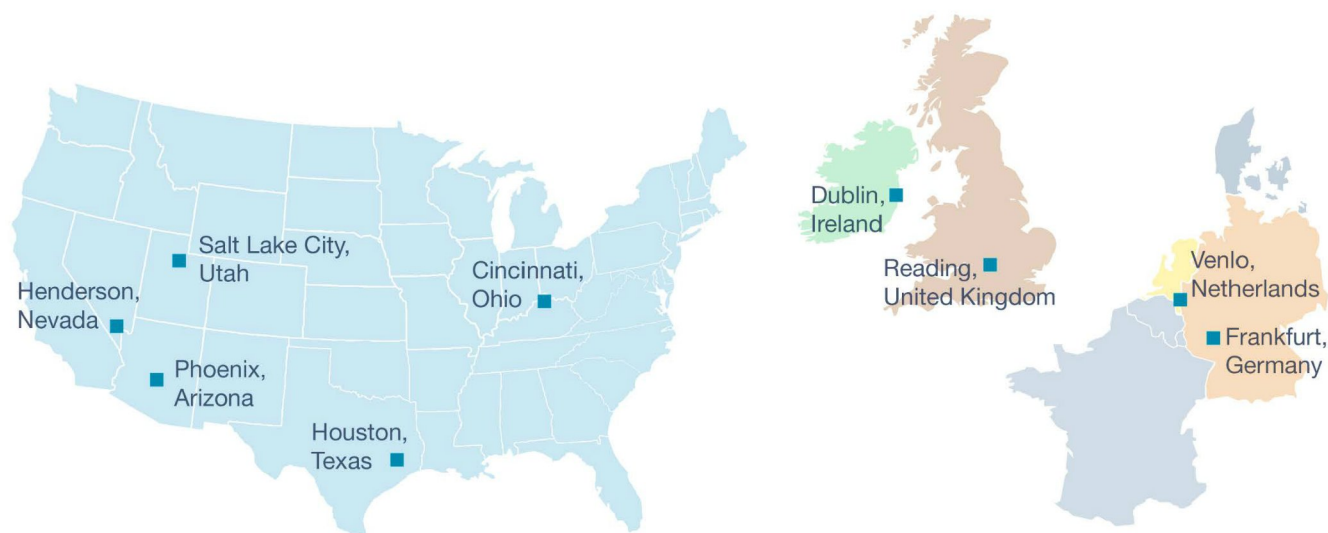 Salt Lake City,
Utah
Henderson,
Nevada
Phoenix,
Arizona
Houston,
Texas
Cincinnati,
Ohio
Dublin,
Ireland
Reading,
United Kingdom
Venlo,
Netherlands
Frankfurt,
Germany